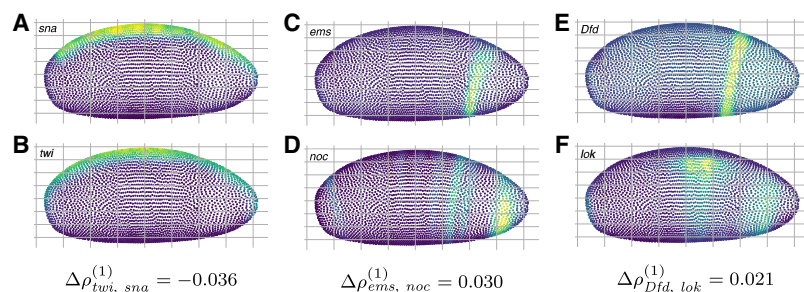 A sna
C ems
E Dfd
B twi
D noc
F lok
Δρ^{(1)}_{twi, sna} = −0.036
Δρ^{(1)}_{ems, noc} = 0.030
Δρ^{(1)}_{Dfd, lok} = 0.021